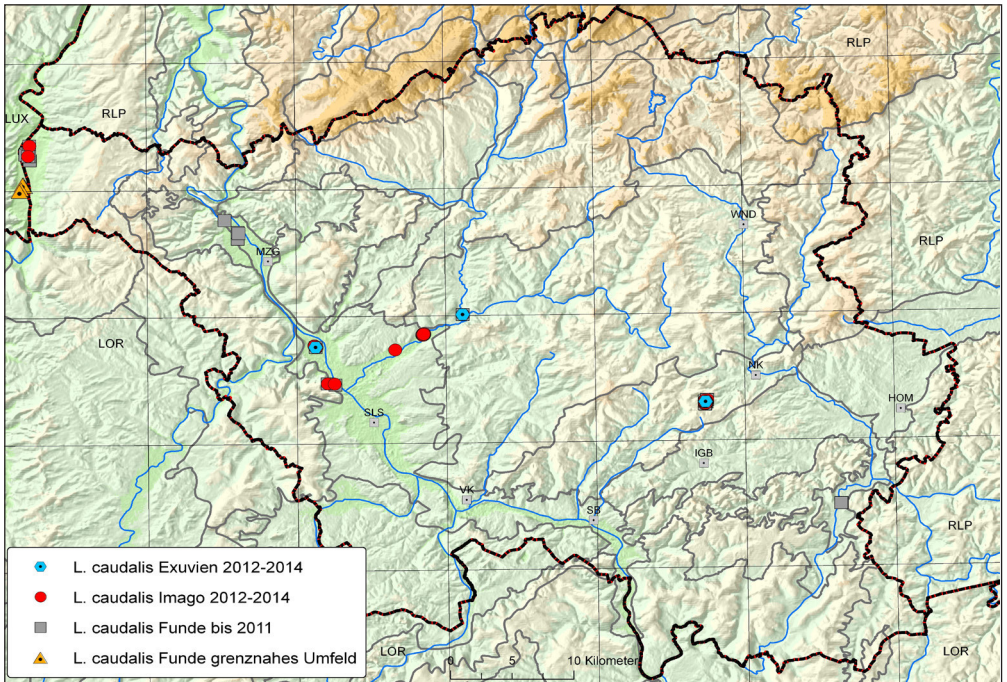 RLP
LUX
RLP
WND
RLP
MZG
LOR
NK
HOM
SLS
IGB
VK
SB
RLP
L. caudalis Exuvien 2012-2014
L. caudalis Imago 2012-2014
L. caudalis Funde bis 2011
L. caudalis Funde grenznahes Umfeld
LOR
LOR
0 5 10 Kilometer